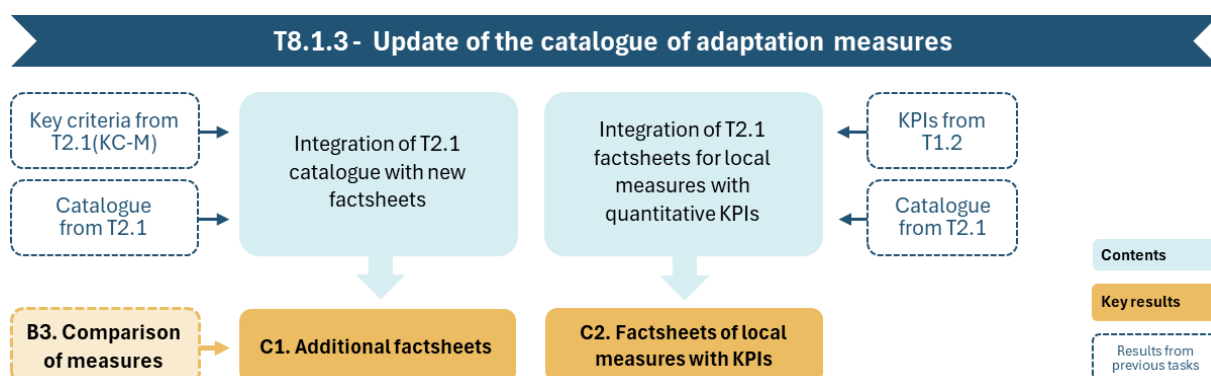 T8.1.3 - Update of the catalogue of adaptation measures
Key criteria from
T2.1(KC-M)
Catalogue
from T2.1
Integration of T2.1
catalogue with new
factsheets
Integration of T2.1
factsheets for local
measures with
quantitative KPIs
KPIs from
T1.2
Catalogue
from T2.1
B3. Comparison
of measures
C1. Additional factsheets
C2. Factsheets of local
measures with KPIs
Contents
Key results
Results from
previous tasks